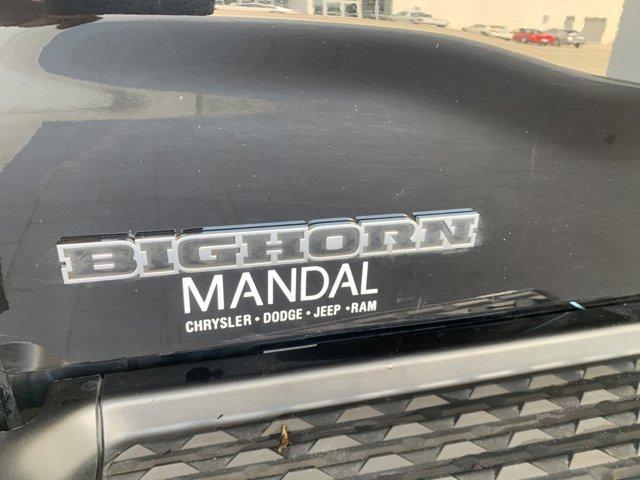 BIGHORN
MANDAL
CHRYSLER • DODGE • JEEP • RAM